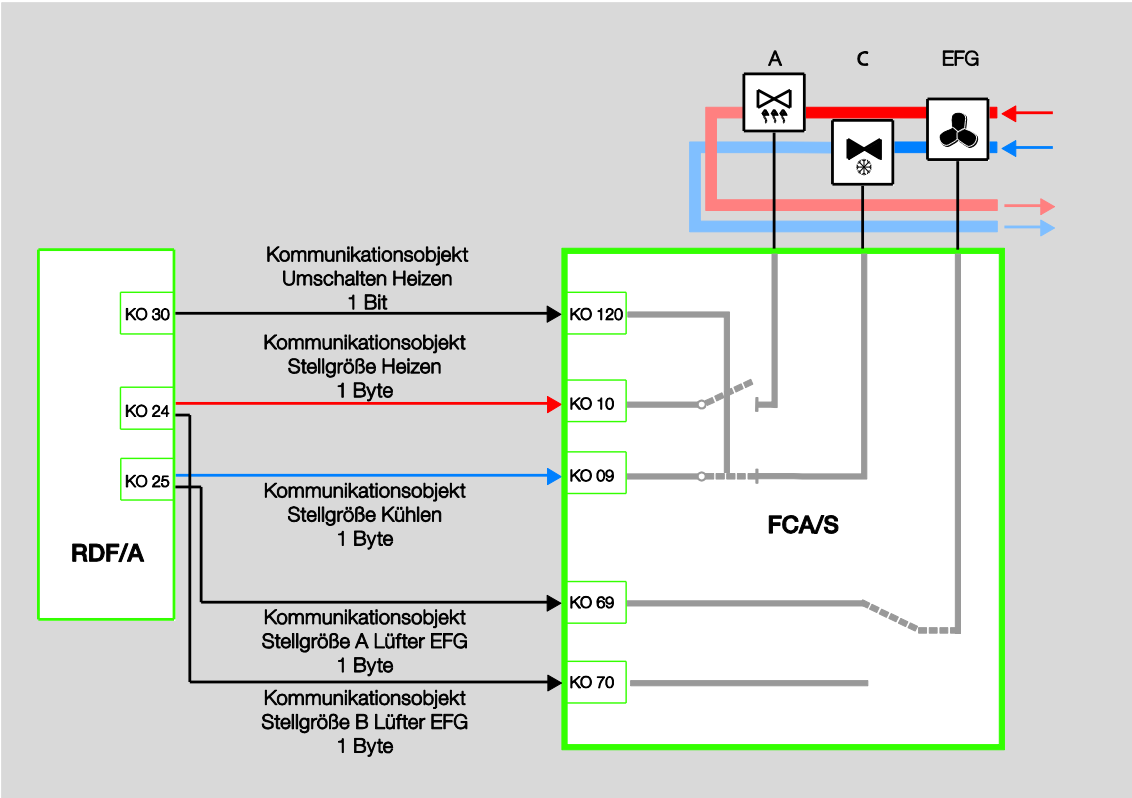 A C EFG
Kommunikationsobjekt
Umschalten Heizen
1 Bit
KO 30
KO 120
Kommunikationsobjekt
Stellgröße Heizen
1 Byte
KO 24
KO 10
KO 25
KO 09
Kommunikationsobjekt
Stellgröße Kühlen
1 Byte
FCA/S
RDF/A
KO 69
Kommunikationsobjekt
Stellgröße A Lüfter EFG
1 Byte
KO 70
Kommunikationsobjekt
Stellgröße B Lüfter EFG
1 Byte